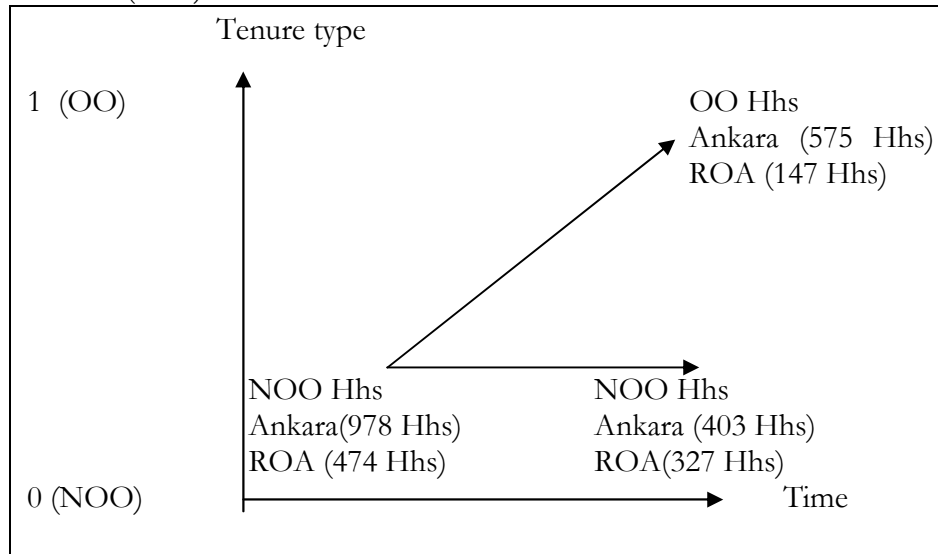 Tenure type
1 (OO)
OO Hhs
Ankara (575 Hhs)
ROA (147 Hhs)
NOO Hhs
Ankara(978 Hhs)
ROA (474 Hhs)
NOO Hhs
Ankara (403 Hhs)
ROA(327 Hhs)
0 (NOO)
Time